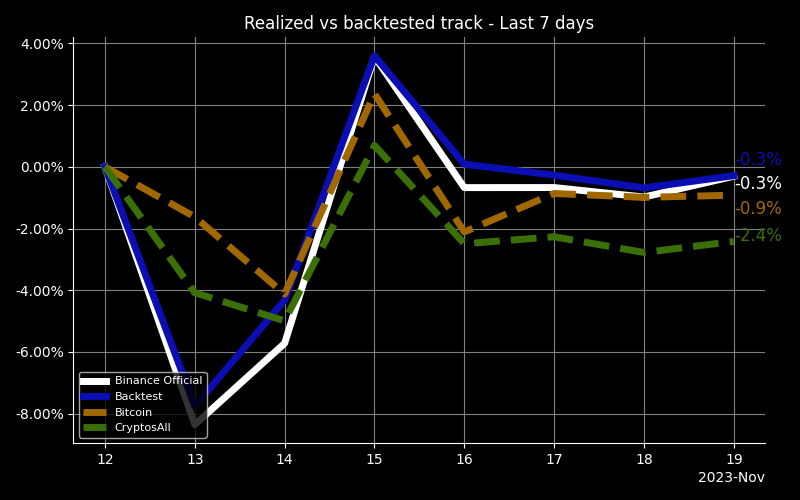 Realized vs backtested track - Last 7 days
4.00%
2.00%
0.00%
-2.00%
-4.00%
-6.00%
-8.00%
-0.3%
-0.3%
-0.9%
-2.4%
Binance Official
Backtest
Bitcoin
CryptosAll
12 13 14 15 16 17 18 19
2023-Nov